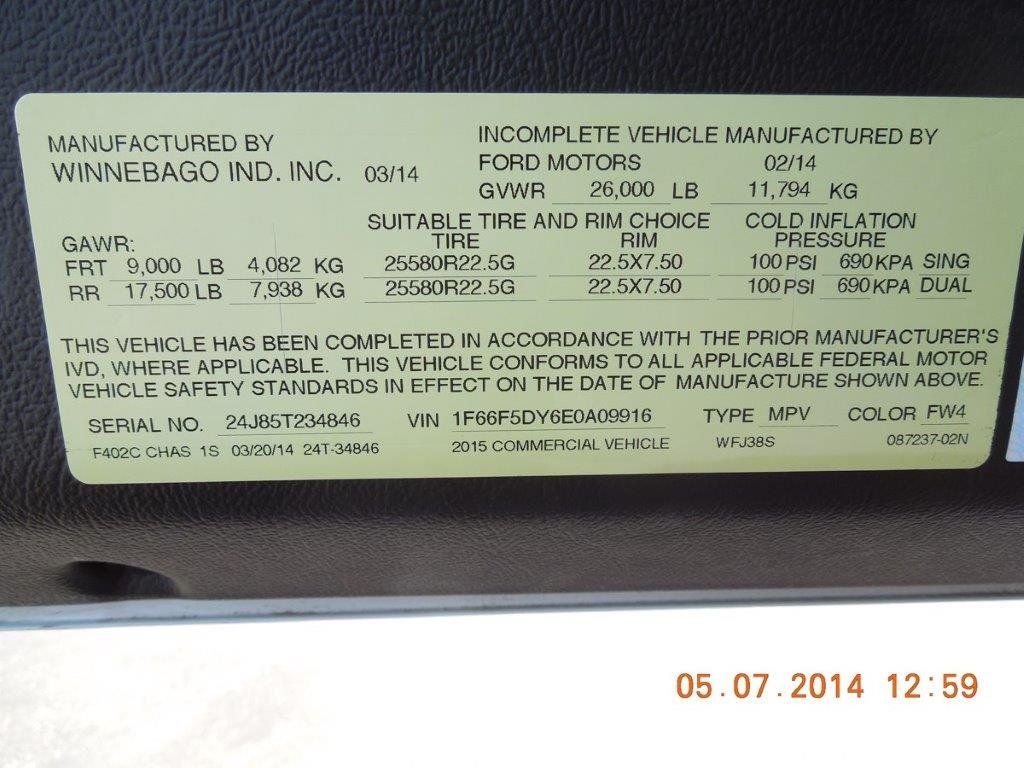 MANUFACTURED BY
WINNEBAGO IND. INC. 03/14
INCOMPLETE VEHICLE MANUFACTURED BY
FORD MOTORS 02/14
GVWR 26,000 LB 11,794 KG
SUITABLE TIRE AND RIM CHOICE COLD INFLATION
GAWR: TIRE RIM PRESSURE
FRT 9,000 LB 4,082 KG 25580R22.5G 22.5X7.50 100 PSI 690 KPA SING
RR 17,500 LB 7,938 KG 25580R22.5G 22.5X7.50 100 PSI 690 KPA DUAL
THIS VEHICLE HAS BEEN COMPLETED IN ACCORDANCE WITH THE PRIOR MANUFACTURER'S
IVD, WHERE APPLICABLE. THIS VEHICLE CONFORMS TO ALL APPLICABLE FEDERAL MOTOR
VEHICLE SAFETY STANDARDS IN EFFECT ON THE DATE OF MANUFACTURE SHOWN ABOVE.
SERIAL NO. 24J85T234846 VIN 1F66F5DY6E0A09916 TYPE MPV COLOR FW4
F402C CHAS 1S 03/20/14 24T-34846 2015 COMMERCIAL VEHICLE WFJ38S 087237-02N
05.07.2014 12:59